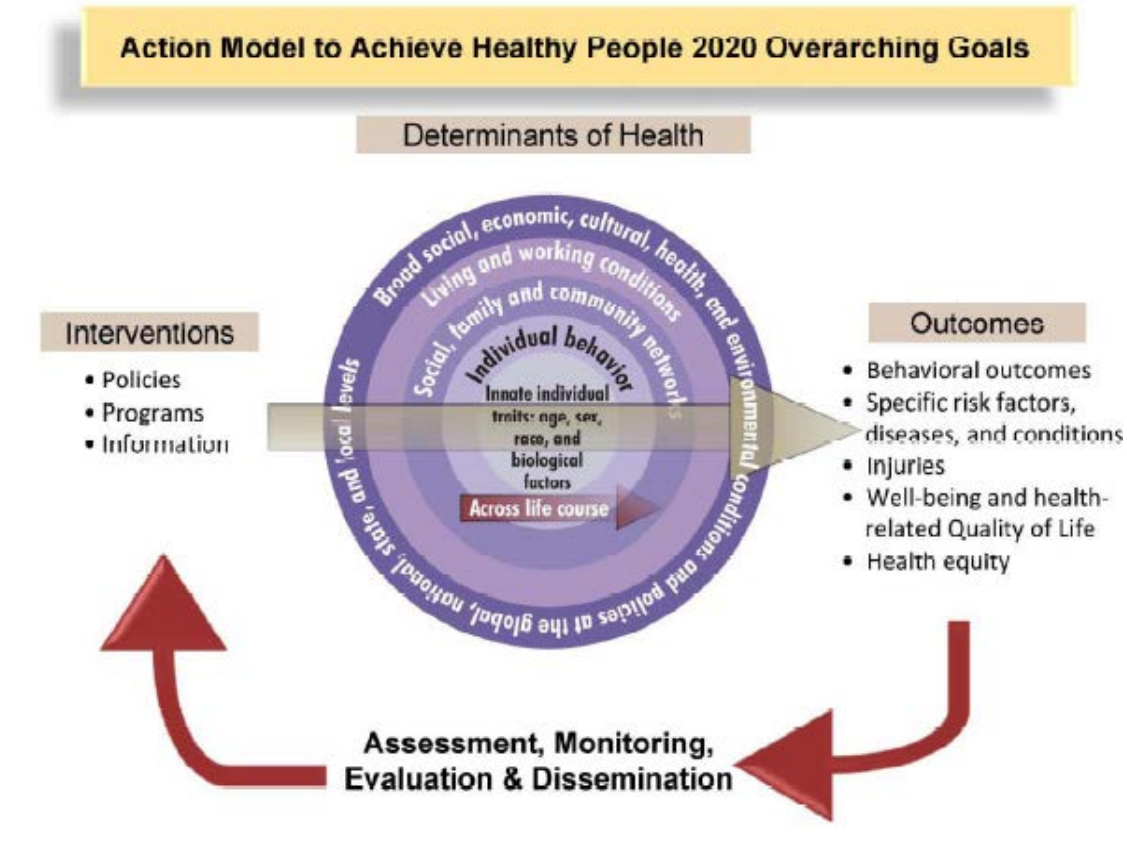 Action Model to Achieve Healthy People 2020 Overarching Goals
Determinants of Health
Broad social, economic, cultural, health, and environmental conditions and policies at the global, national, state, and local levels
Living and working conditions
Social, family and community networks
Individual behavior
Innate individual
traits: age, sex,
race, and
biological
factors
Across life course
Interventions
• Policies
• Programs
• Information
Outcomes
• Behavioral outcomes
• Specific risk factors,
diseases, and conditions
• Injuries
• Well-being and health-
related Quality of Life
• Health equity
Assessment, Monitoring,
Evaluation & Dissemination